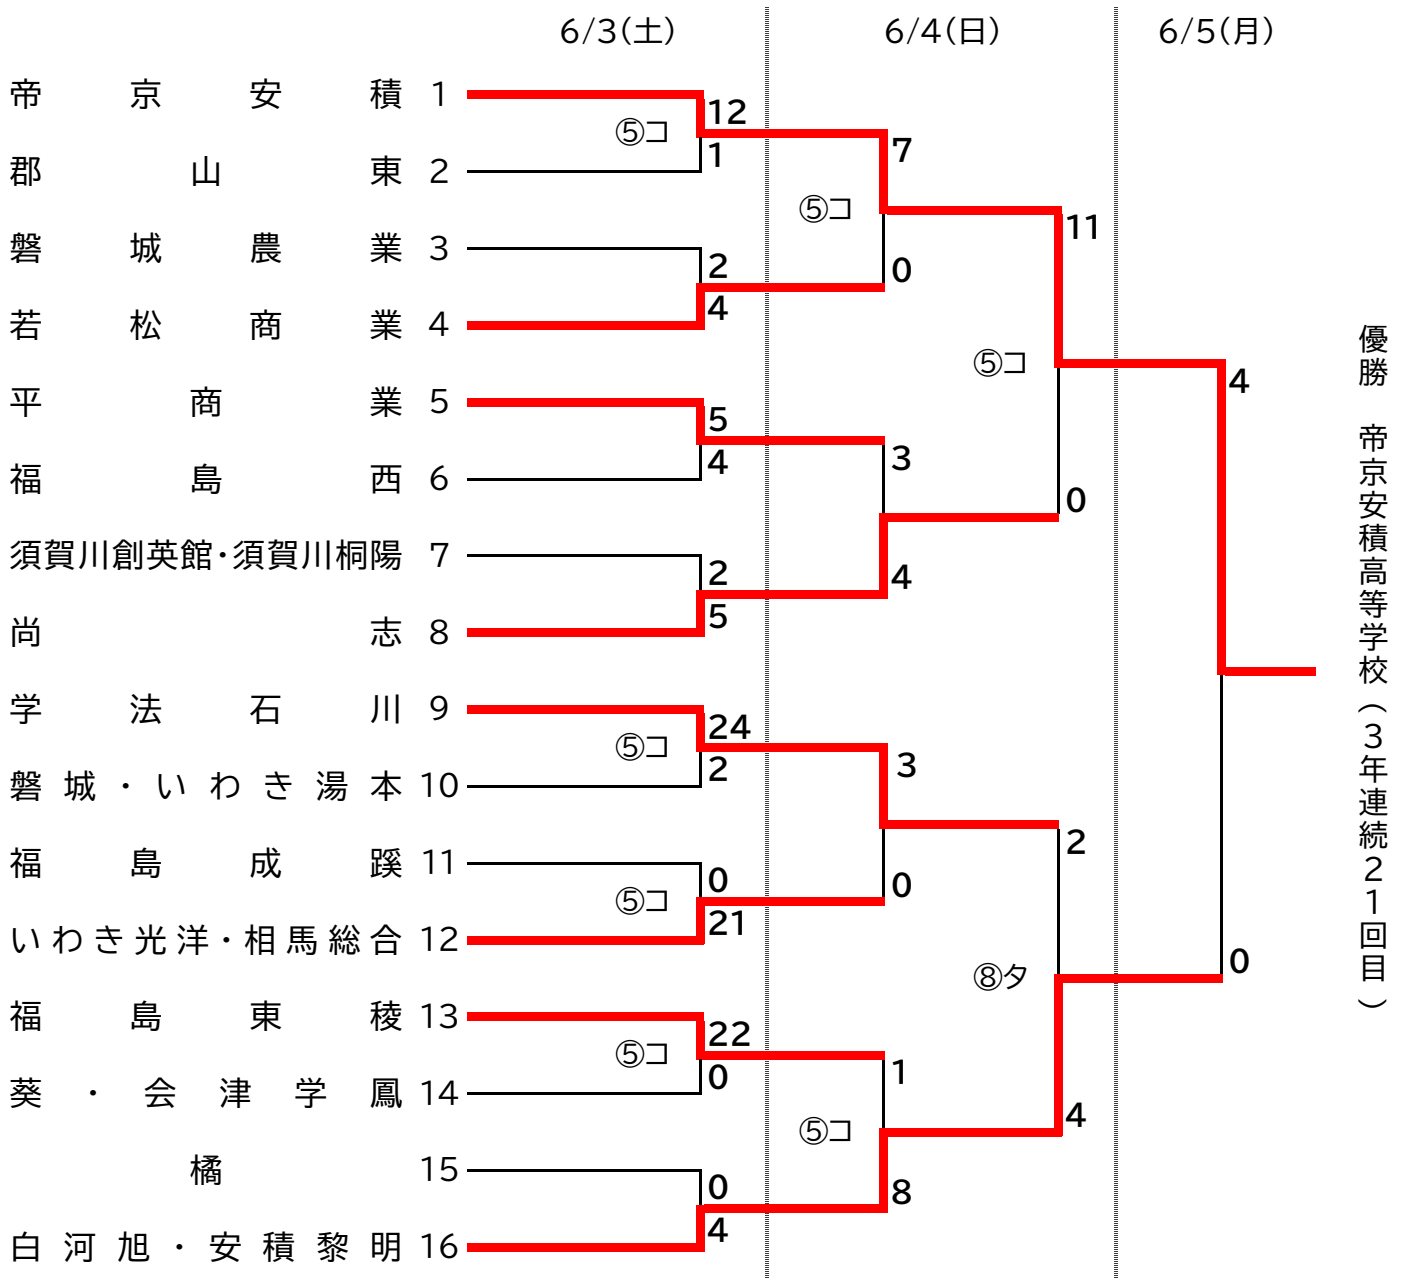 6/3(土) 6/4(日) 6/5(月)
帝京安積 1
12
⑤コ
1
郡山東 2
磐城農業 3
2
4
若松商業 4
7
⑤コ
0
平商業 5
5
4
福島西 6
須賀川創英館・須賀川桐陽 7
2
5
尚志 8
3
4
11
⑤コ
0
学法石川 9
24
⑤コ
2
磐城・いわき湯本 10
福島成蹊 11
0
⑤コ
21
いわき光洋・相馬総合 12
3
0
福島東稜 13
22
⑤コ
0
葵・会津学鳳 14
橘 15
0
4
白河旭・安積黎明 16
1
⑤コ
8
2
⑧タ
4
4
0
優勝 帝京安積高等学校(3年連続21回目)